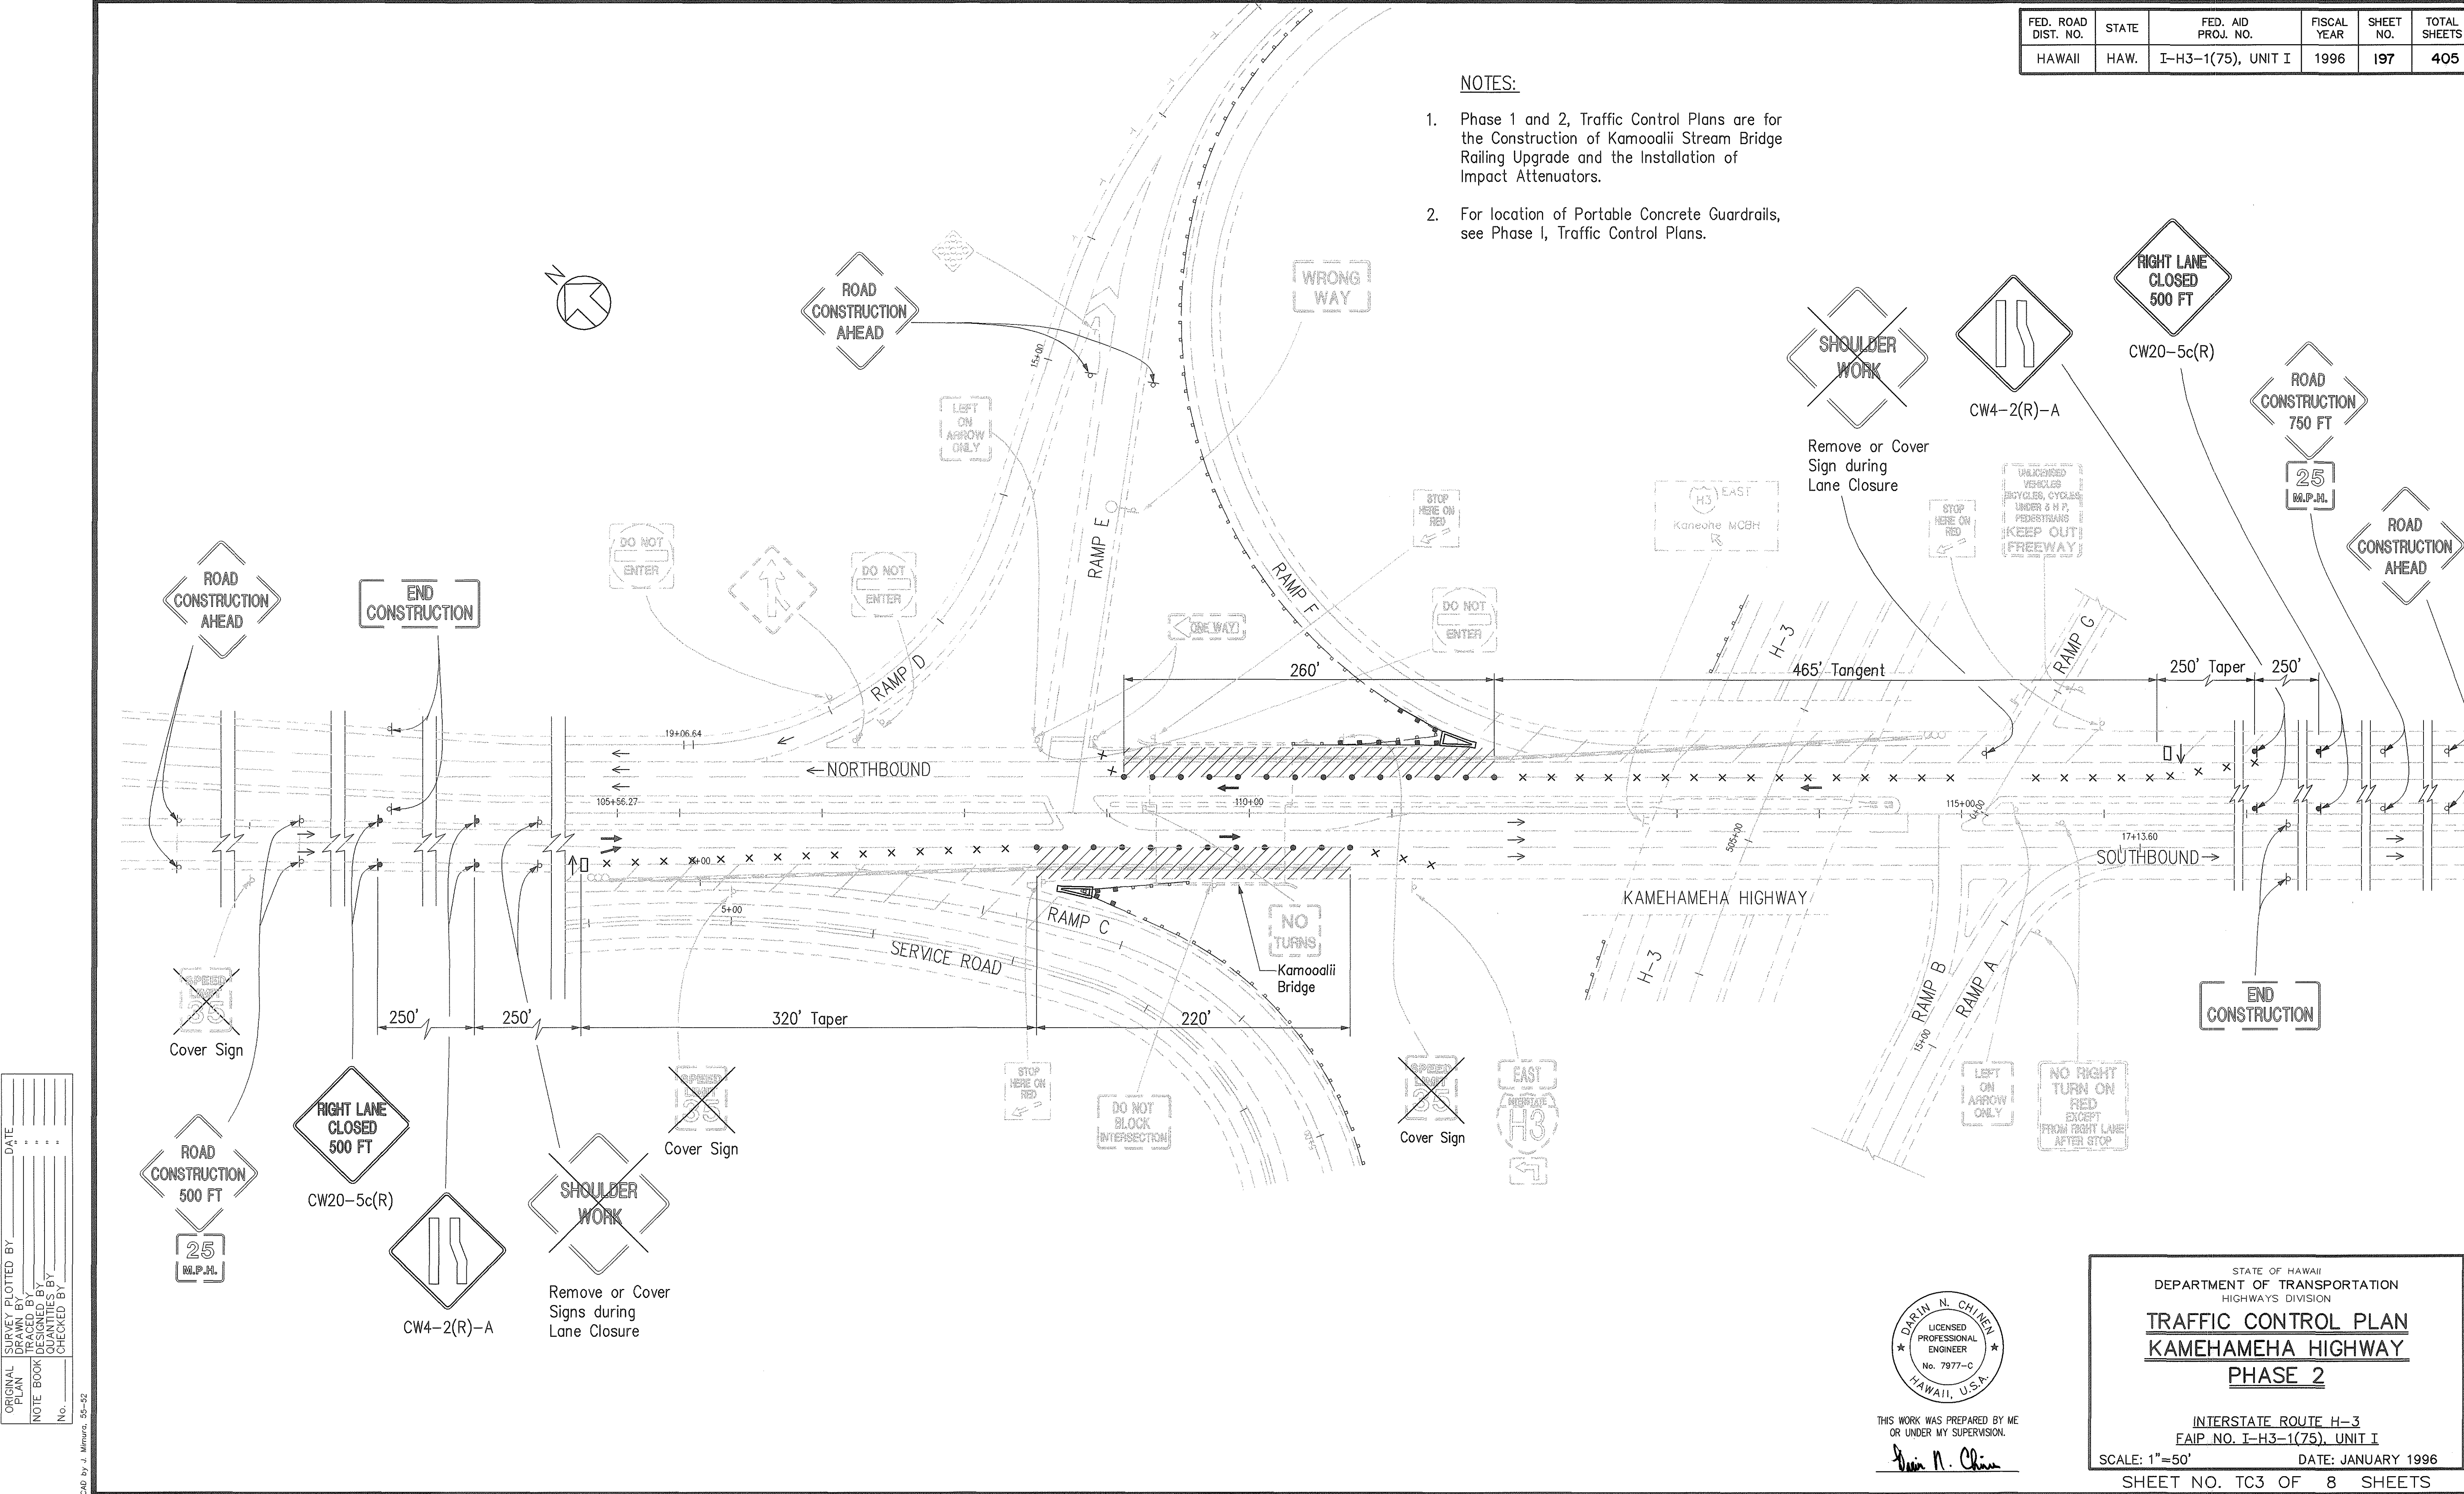 FED. ROAD DIST. NO. STATE FED. AID PROJ. NO. FISCAL YEAR SHEET NO. TOTAL SHEETS
HAWAII HAW. I-H3-1(75), UNIT I 1996 197 405
NOTES:
1. Phase 1 and 2, Traffic Control Plans are for
the Construction of Kamooalii Stream Bridge
Railing Upgrade and the Installation of
Impact Attenuators.
2. For location of Portable Concrete Guardrails,
see Phase I, Traffic Control Plans.
N
ROAD
CONSTRUCTION
AHEAD
WRONG
WAY
SHOULDER
WORK
Remove or Cover
Sign during
Lane Closure
CW4-2(R)-A
RIGHT LANE
CLOSED
500 FT
CW20-5c(R)
ROAD
CONSTRUCTION
750 FT
25
M.P.H.
ROAD
CONSTRUCTION
AHEAD
15+00
LEFT
ON
ARROW
ONLY
RAMP E
STOP
HERE ON
RED
H3 EAST
Kaneohe MCBH
STOP
HERE ON
RED
UNLICENSED
VEHICLES
BICYCLES, CYCLES
UNDER 5 H P,
PEDESTRIANS
KEEP OUT
FREEWAY
ROAD
CONSTRUCTION
AHEAD
END
CONSTRUCTION
DO NOT
ENTER
DO NOT
ENTER
RAMP F
ONE WAY
DO NOT
ENTER
H-3
RAMP G
RAMP D
260'
465' Tangent
250' Taper
250'
19+06.64
NORTHBOUND
105+56.27
110+00
115+00
505+00
17+13.60
SOUTHBOUND
5+00
RAMP C
SERVICE ROAD
NO
TURNS
Kamooalii
Bridge
KAMEHAMEHA HIGHWAY
H-3
RAMP B
RAMP A
15+00
END
CONSTRUCTION
SPEED
LIMIT
35
Cover Sign
250'
250'
320' Taper
220'
ROAD
CONSTRUCTION
500 FT
25
M.P.H.
RIGHT LANE
CLOSED
500 FT
CW20-5c(R)
CW4-2(R)-A
SHOULDER
WORK
Remove or Cover
Signs during
Lane Closure
SPEED
LIMIT
35
Cover Sign
STOP
HERE ON
RED
DO NOT
BLOCK
INTERSECTION
SPEED
LIMIT
35
Cover Sign
EAST
INTERSTATE
H3
LEFT
ON
ARROW
ONLY
NO RIGHT
TURN ON
RED
EXCEPT
FROM RIGHT LANE
AFTER STOP
DARIN N. CHINEN
LICENSED
PROFESSIONAL
ENGINEER
No. 7977-C
HAWAII, U.S.A.
THIS WORK WAS PREPARED BY ME
OR UNDER MY SUPERVISION.
Darin N. Chinen
STATE OF HAWAII
DEPARTMENT OF TRANSPORTATION
HIGHWAYS DIVISION
TRAFFIC CONTROL PLAN
KAMEHAMEHA HIGHWAY
PHASE 2
INTERSTATE ROUTE H-3
FAIP NO. I-H3-1(75), UNIT I
SCALE: 1"=50' DATE: JANUARY 1996
SHEET NO. TC3 OF 8 SHEETS
ORIGINAL
PLAN
NOTE BOOK
No.
SURVEY PLOTTED BY DATE
DRAWN BY "
TRACED BY "
DESIGNED BY "
QUANTITIES BY "
CHECKED BY "
CAD by J. Mimura, 55-52